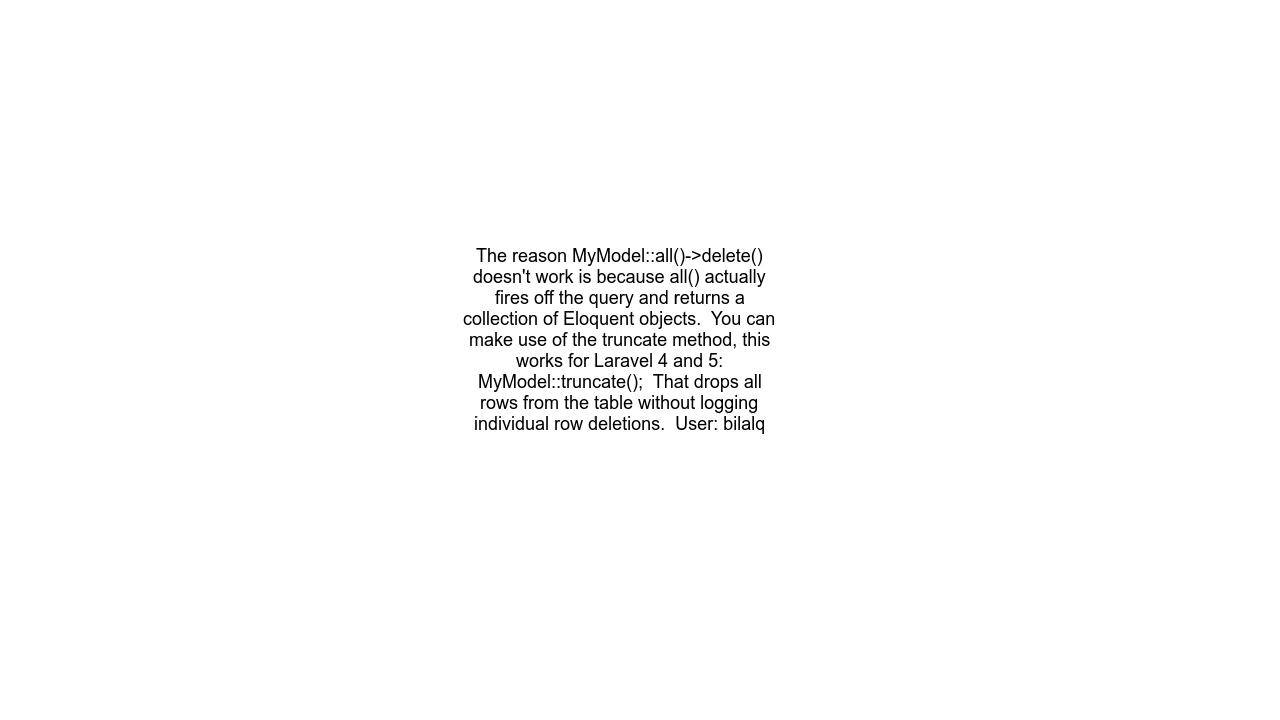 The reason MyModel::all()->delete()
doesn't work is because all() actually
fires off the query and returns a
collection of Eloquent objects.  You can
make use of the truncate method, this
works for Laravel 4 and 5:
MyModel::truncate();  That drops all
rows from the table without logging
individual row deletions.  User: bilalq